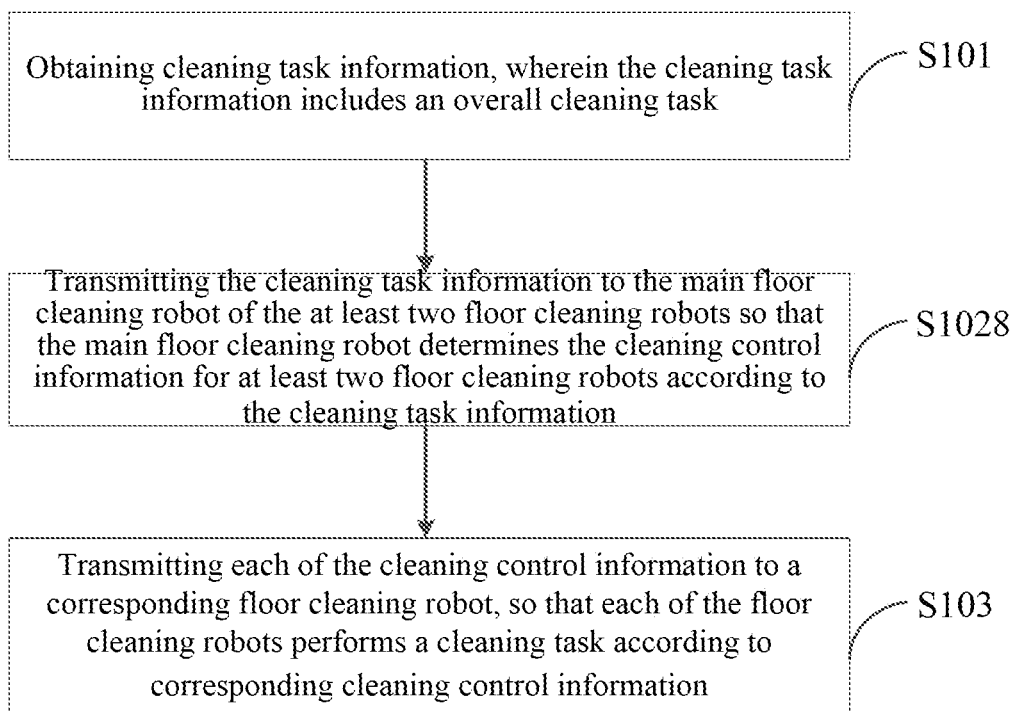 Obtaining cleaning task information, wherein the cleaning task
information includes an overall cleaning task
S101
Transmitting the cleaning task information to the main floor
cleaning robot of the at least two floor cleaning robots so that
the main floor cleaning robot determines the cleaning control
information for at least two floor cleaning robots according to
the cleaning task information
S1028
Transmitting each of the cleaning control information to a
corresponding floor cleaning robot, so that each of the floor
cleaning robots performs a cleaning task according to
corresponding cleaning control information
S103